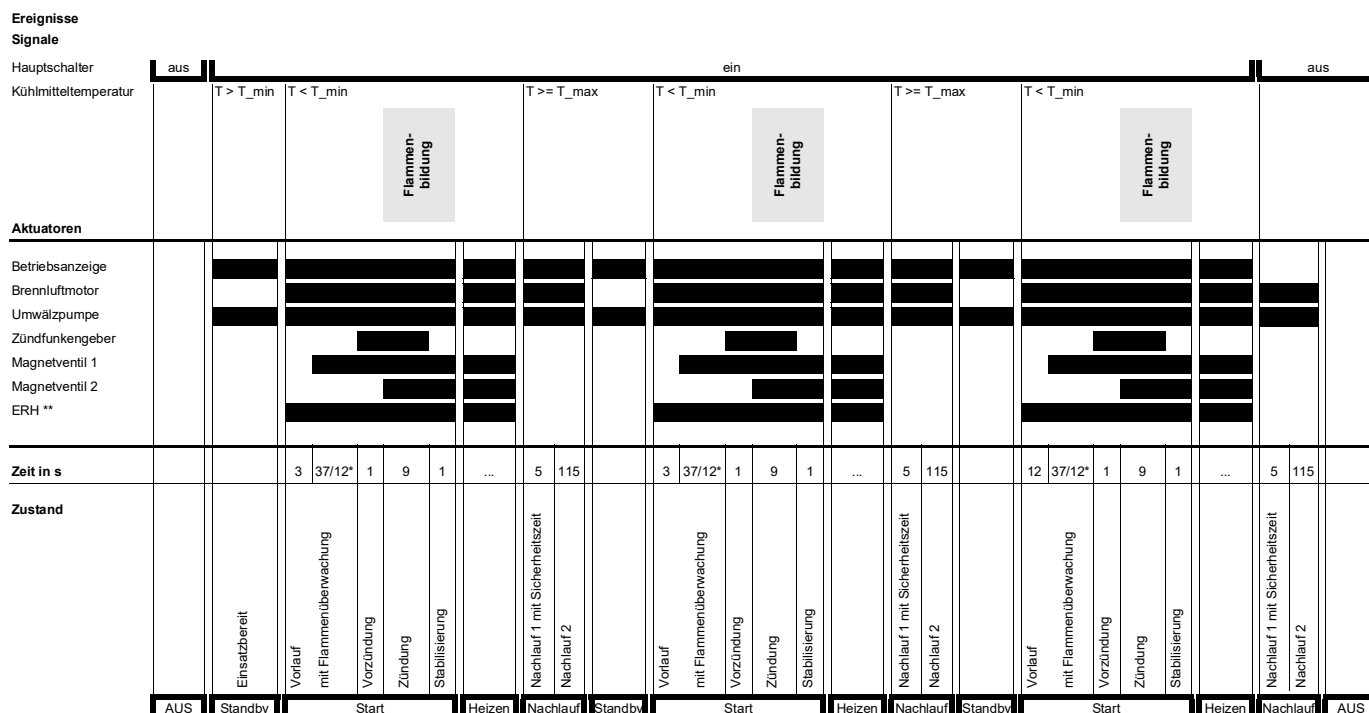 Ereignisse
Signale
Hauptschalter aus ein aus
Kühlmitteltemperatur T > T_min T < T_min T >= T_max T < T_min T >= T_max T < T_min
Flammen-
bildung
Flammen-
bildung
Flammen-
bildung
Aktuatoren
Betriebsanzeige
Brennluftmotor
Umwälzpumpe
Zündfunkengeber
Magnetventil 1
Magnetventil 2
ERH **
Zeit in s 3 37/12* 1 9 1 ... 5 115 3 37/12* 1 9 1 ... 5 115 12 37/12* 1 9 1 ... 5 115
Zustand
Einsatzbereit
Vorlauf
mit Flammenüberwachung
Vorzündung
Zündung
Stabilisierung
Nachlauf 1 mit Sicherheitszeit
Nachlauf 2
Vorlauf
mit Flammenüberwachung
Vorzündung
Zündung
Stabilisierung
Nachlauf 1 mit Sicherheitszeit
Nachlauf 2
Vorlauf
mit Flammenüberwachung
Vorzündung
Zündung
Stabilisierung
Nachlauf 1 mit Sicherheitszeit
Nachlauf 2
AUS Standby Start Heizen Nachlauf Standby Start Heizen Nachlauf Standby Start Heizen Nachlauf AUS